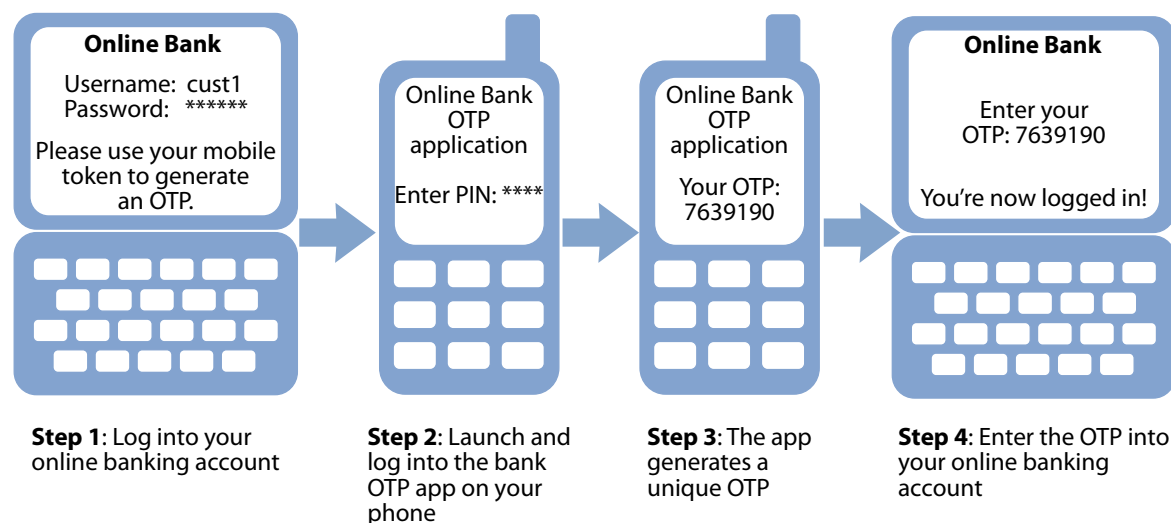 Online Bank
Username: cust1
Password: ******
Please use your mobile
token to generate
an OTP.
Online Bank
OTP
application
Enter PIN: ****
Online Bank
OTP
application
Your OTP:
7639190
Online Bank
Enter your
OTP: 7639190
You're now logged in!
Step 1: Log into your
online banking account
Step 2: Launch and
log into the bank
OTP app on your
phone
Step 3: The app
generates a
unique OTP
Step 4: Enter the OTP into
your online banking
account